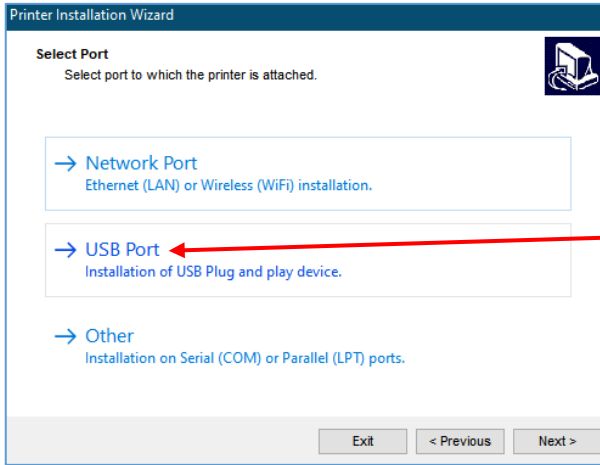 Printer Installation Wizard
Select Port
Select port to which the printer is attached.
Network Port
Ethernet (LAN) or Wireless (WiFi) installation.
USB Port
Installation of USB Plug and play device.
Other
Installation on Serial (COM) or Parallel (LPT) ports.
Exit < Previous Next >